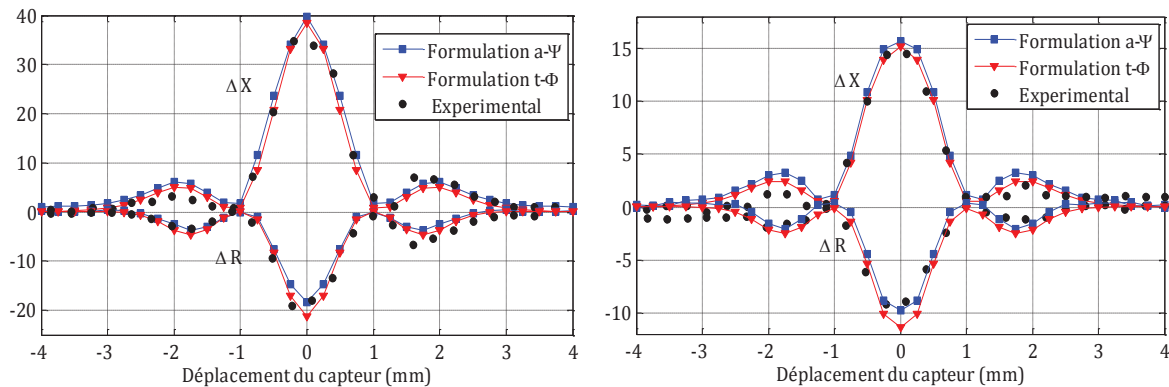 40
30
20
10
0
-10
-20
-4 -3 -2 -1 0 1 2 3 4
Déplacement du capteur (mm)
Formulation a-Ψ
Formulation t-Φ
Experimental
ΔX
ΔR
15
10
5
0
-5
-10
-4 -3 -2 -1 0 1 2 3 4
Déplacement du capteur (mm)
Formulation a-Ψ
Formulation t-Φ
Experimental
ΔX
ΔR